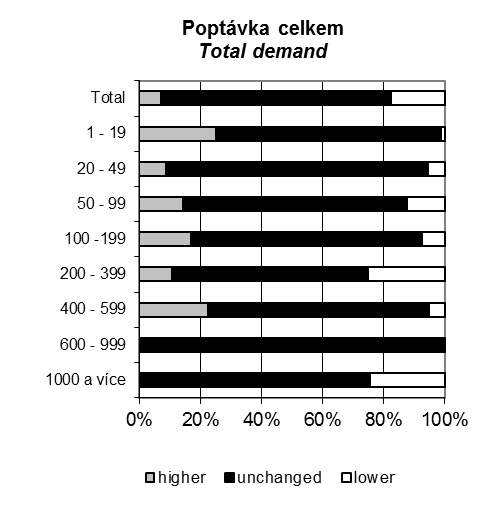 Poptávka celkem
Total demand
Total
1 - 19
20 - 49
50 - 99
100 -199
200 - 399
400 - 599
600 - 999
1000 a více
0% 20% 40% 60% 80% 100%
higher unchanged lower